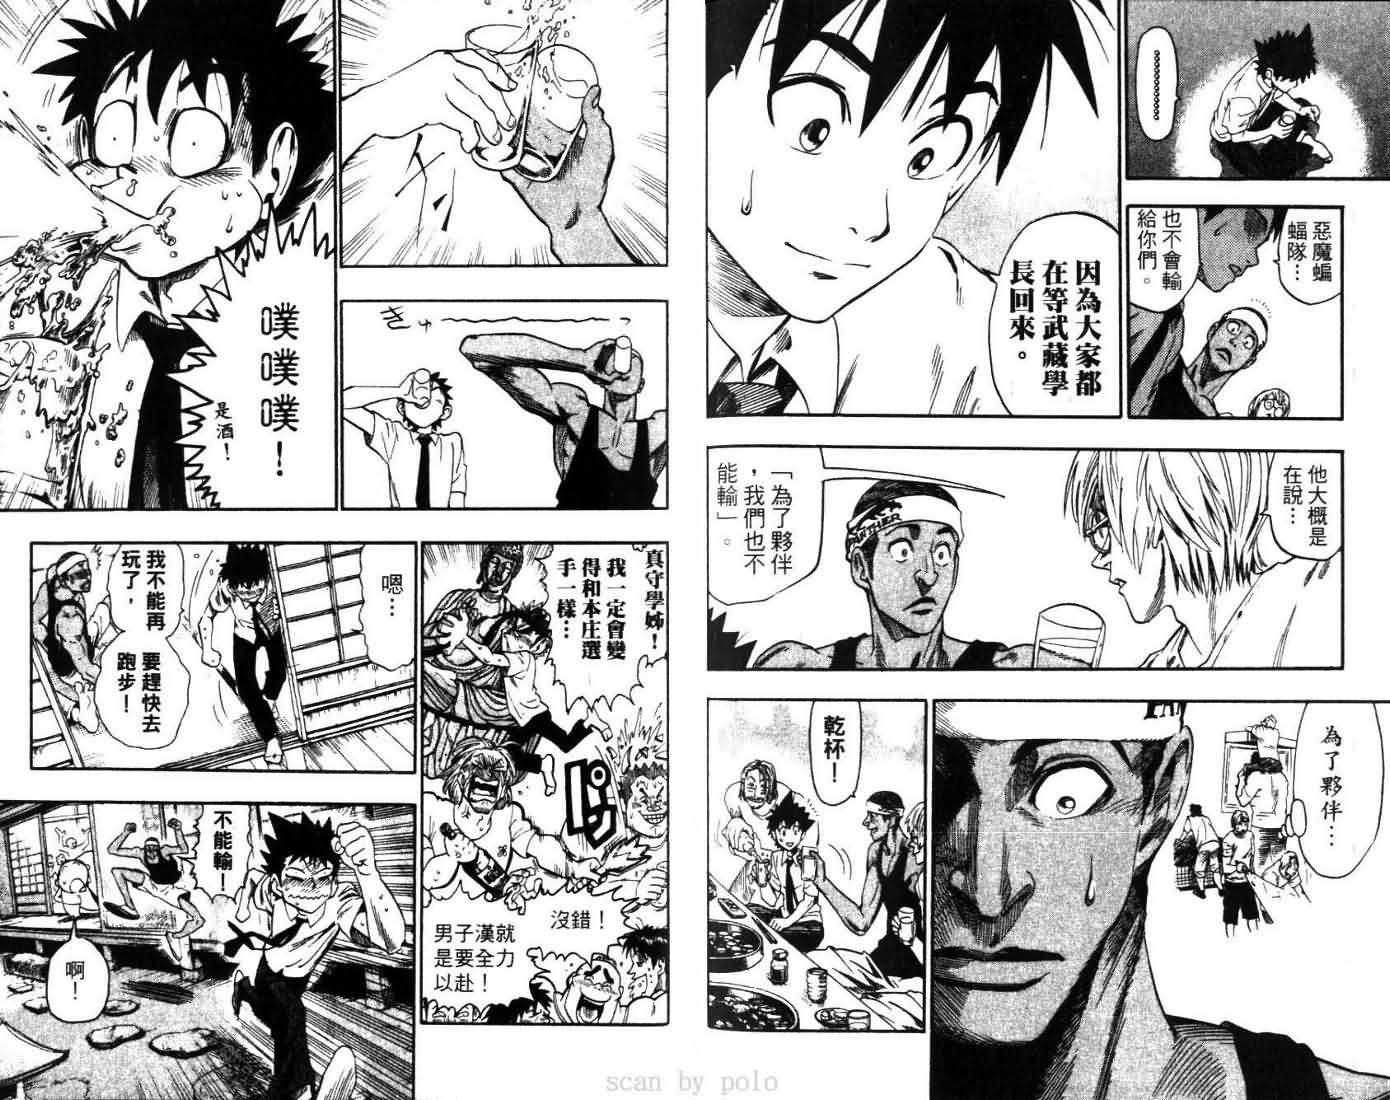 ………………
惡魔蝙
蝠隊…
也不會輸
給你們。
因為大家都
在等武藏學
長回來。
他大概是
在說…
「為了夥伴
，我們也不
能輸」。
為了夥伴…
乾杯！
噗噗噗！
是酒！
きゅ
真守學姊！
我一定會變
得和本庄選
手一樣…
沒錯！
男子漢就
是要全力
以赴！
嗯…
我不能再
玩了，
要趕快去
跑步！
不能輸！
啊！
scan by polo